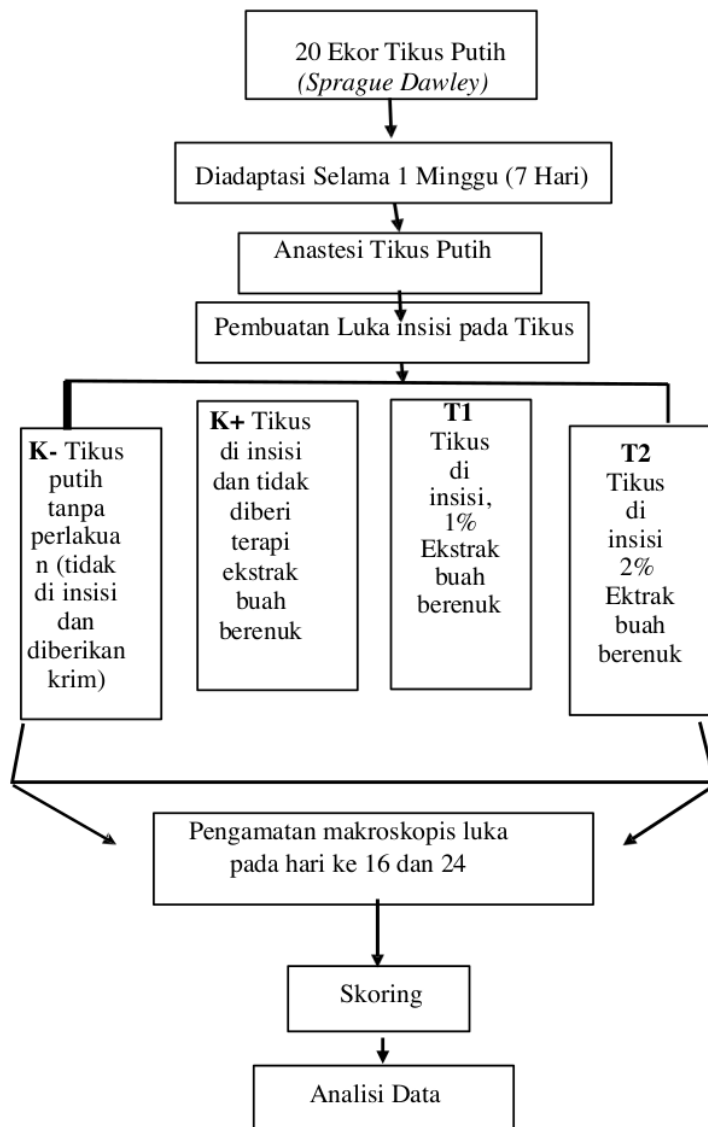 20 Ekor Tikus Putih
(Sprague Dawley)
Diadaptasi Selama 1 Minggu (7 Hari)
Anastesi Tikus Putih
Pembuatan Luka insisi pada Tikus
K- Tikus
putih
tanpa
perlakua
n (tidak
di insisi
dan
diberikan
krim)
K+ Tikus
di insisi
dan tidak
diberi
terapi
ekstrak
buah
berenuk
T1
Tikus
di
insisi,
1%
Ekstrak
buah
berenuk
T2
Tikus
di
insisi
2%
Ektrak
buah
berenuk
Pengamatan makroskopis luka
pada hari ke 16 dan 24
Skoring
Analisi Data